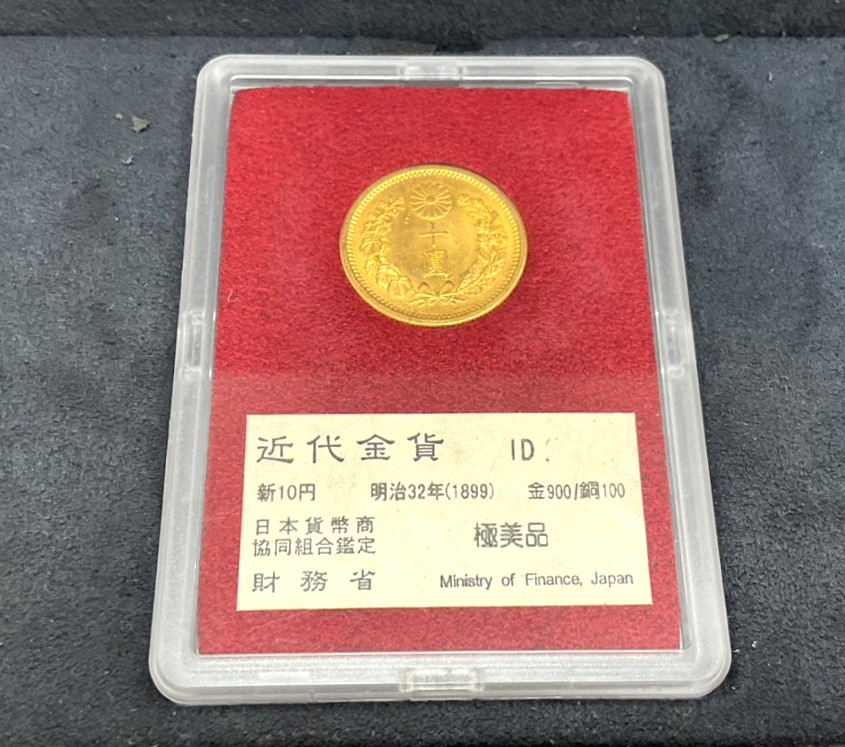 十圓
近代金貨 ID
新10円 明治32年(1899) 金900/銅100
日本貨幣商
協同組合鑑定
極美品
財務省 Ministry of Finance, Japan